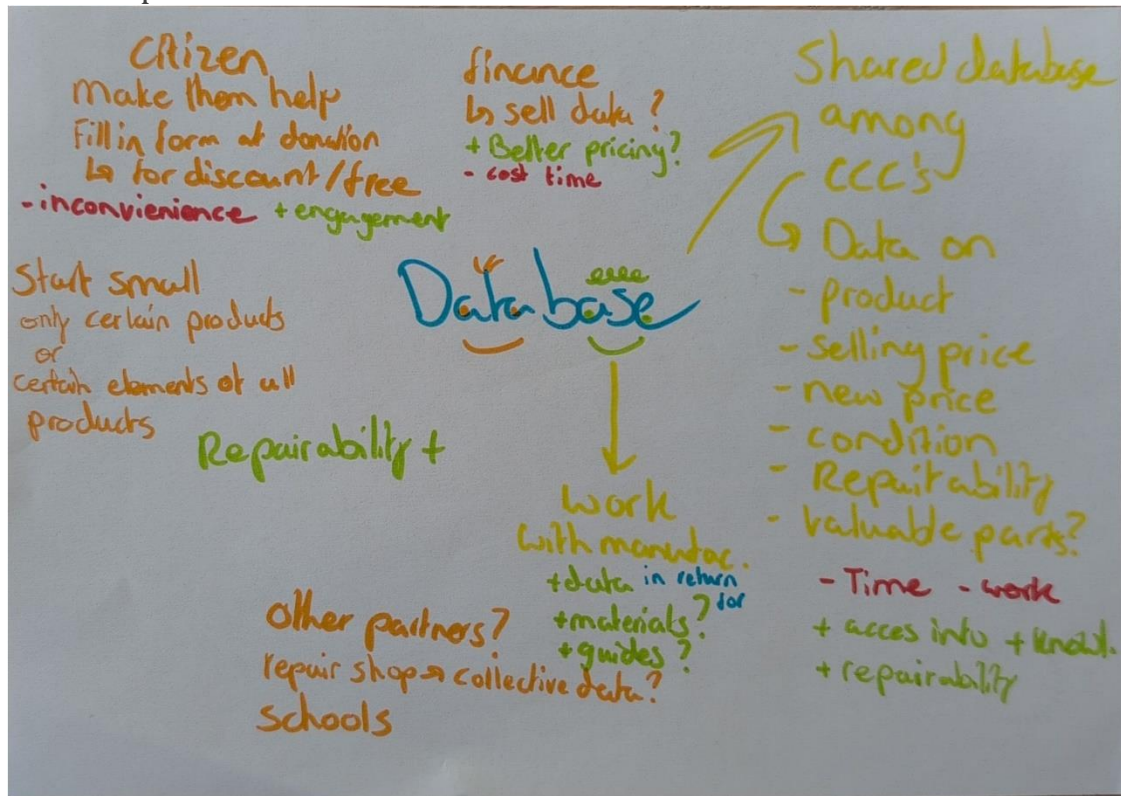 Citizen
make them help
Fill in form at donation
↳ for discount/free
- inconvienience + engagement
finance
↳ sell data?
+ Better pricing?
- cost time
Shared database
among
CCC's
Data on
- product
- selling price
- new price
- condition
- Repairability
- valuable parts?
- Time - work
+ acces info + knowl.
+ repairability
Database
Start small
only certain products
or
certain elements of all
products
Repairability +
work
with manufac.
+ data in return
for
+ materials?
+ guides?
Other partners?
repair shop → collective data?
schools